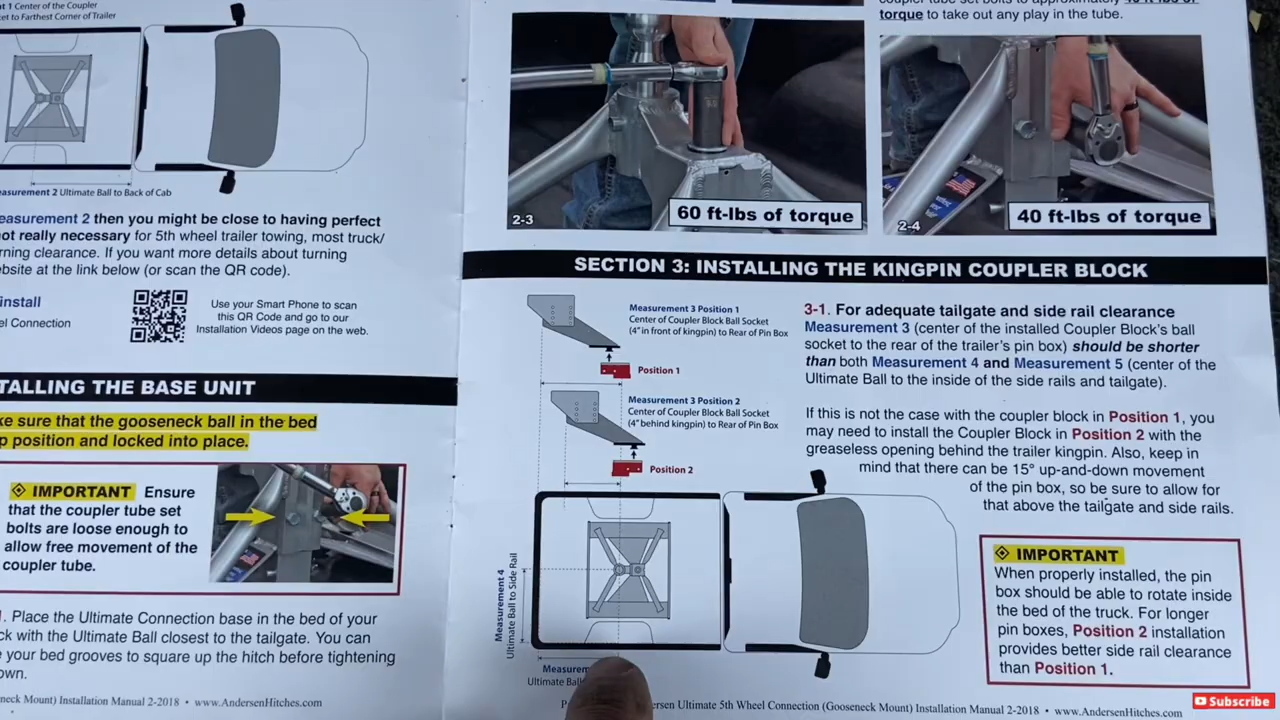 nt 1 Center of the Coupler
et to Farthest Corner of Trailer
easurement 2 Ultimate Ball to Back of Cab
easurement 2 then you might be close to having perfect
not really necessary for 5th wheel trailer towing, most truck/
rning clearance. If you want more details about turning
ebsite at the link below (or scan the QR code).
install
el Connection
Use your Smart Phone to scan
this QR Code and go to our
Installation Videos page on the web.
TALLING THE BASE UNIT
ke sure that the gooseneck ball in the bed
p position and locked into place.
IMPORTANT Ensure
that the coupler tube set
bolts are loose enough to
allow free movement of the
coupler tube.
. Place the Ultimate Connection base in the bed of your
ck with the Ultimate Ball closest to the tailgate. You can
e your bed grooves to square up the hitch before tightening
own.
neck Mount) Installation Manual 2-2018 • www.AndersenHitches.com
coupler tube set bolts to approximately 40 ft-lbs of
torque to take out any play in the tube.
2-3
60 ft-lbs of torque
2-4
40 ft-lbs of torque
SECTION 3: INSTALLING THE KINGPIN COUPLER BLOCK
Measurement 3 Position 1
Center of Coupler Block Ball Socket
(4" in front of kingpin) to Rear of Pin Box
Position 1
Measurement 3 Position 2
Center of Coupler Block Ball Socket
(4" behind kingpin) to Rear of Pin Box
Position 2
Measurement 4
Ultimate Ball to Side Rail
Measurem
Ultimate Ball
3-1. For adequate tailgate and side rail clearance
Measurement 3 (center of the installed Coupler Block's ball
socket to the rear of the trailer's pin box) should be shorter
than both Measurement 4 and Measurement 5 (center of the
Ultimate Ball to the inside of the side rails and tailgate).
If this is not the case with the coupler block in Position 1, you
may need to install the Coupler Block in Position 2 with the
greaseless opening behind the trailer kingpin. Also, keep in
mind that there can be 15° up-and-down movement
of the pin box, so be sure to allow for
that above the tailgate and side rails.
IMPORTANT
When properly installed, the pin
box should be able to rotate inside
the bed of the truck. For longer
pin boxes, Position 2 installation
provides better side rail clearance
than Position 1.
ersen Ultimate 5th Wheel Connection (Gooseneck Mount) Installation Manual 2-2018 • www.AndersenHitches.com
Subscribe